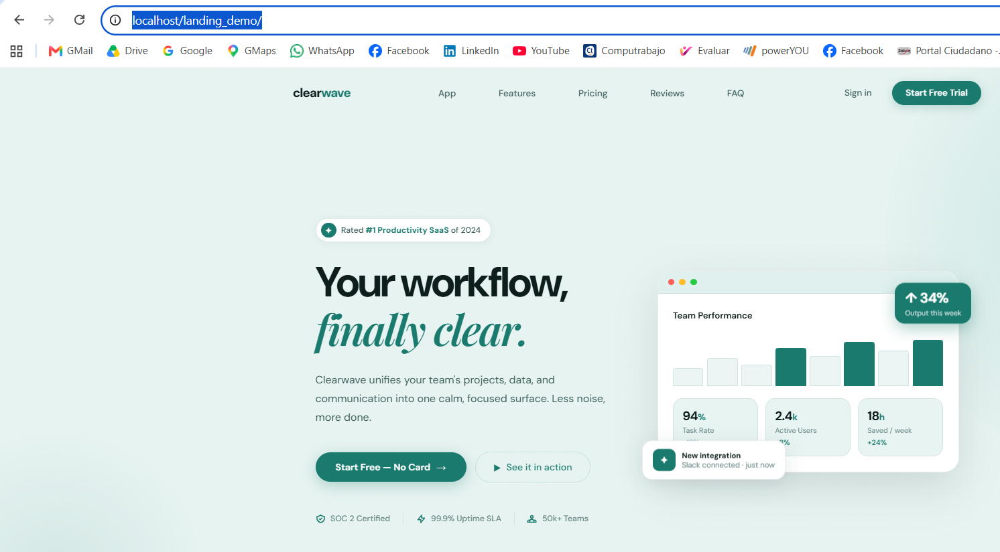 localhost/landing_demo/
GMail Drive Google GMaps WhatsApp Facebook LinkedIn YouTube Computrabajo Evaluar powerYOU Facebook Portal Ciudadano -..
clearwave App Features Pricing Reviews FAQ Sign in Start Free Trial
Rated #1 Productivity SaaS of 2024
Your workflow,
finally clear.
Clearwave unifies your team's projects, data, and
communication into one calm, focused surface. Less noise,
more done.
Start Free — No Card → See it in action
SOC 2 Certified 99.9% Uptime SLA 50k+ Teams
↑ 34%
Output this week
Team Performance
94% 2.4k 18h
Task Rate Active Users Saved / week
+24%
New integration
Slack connected · just now